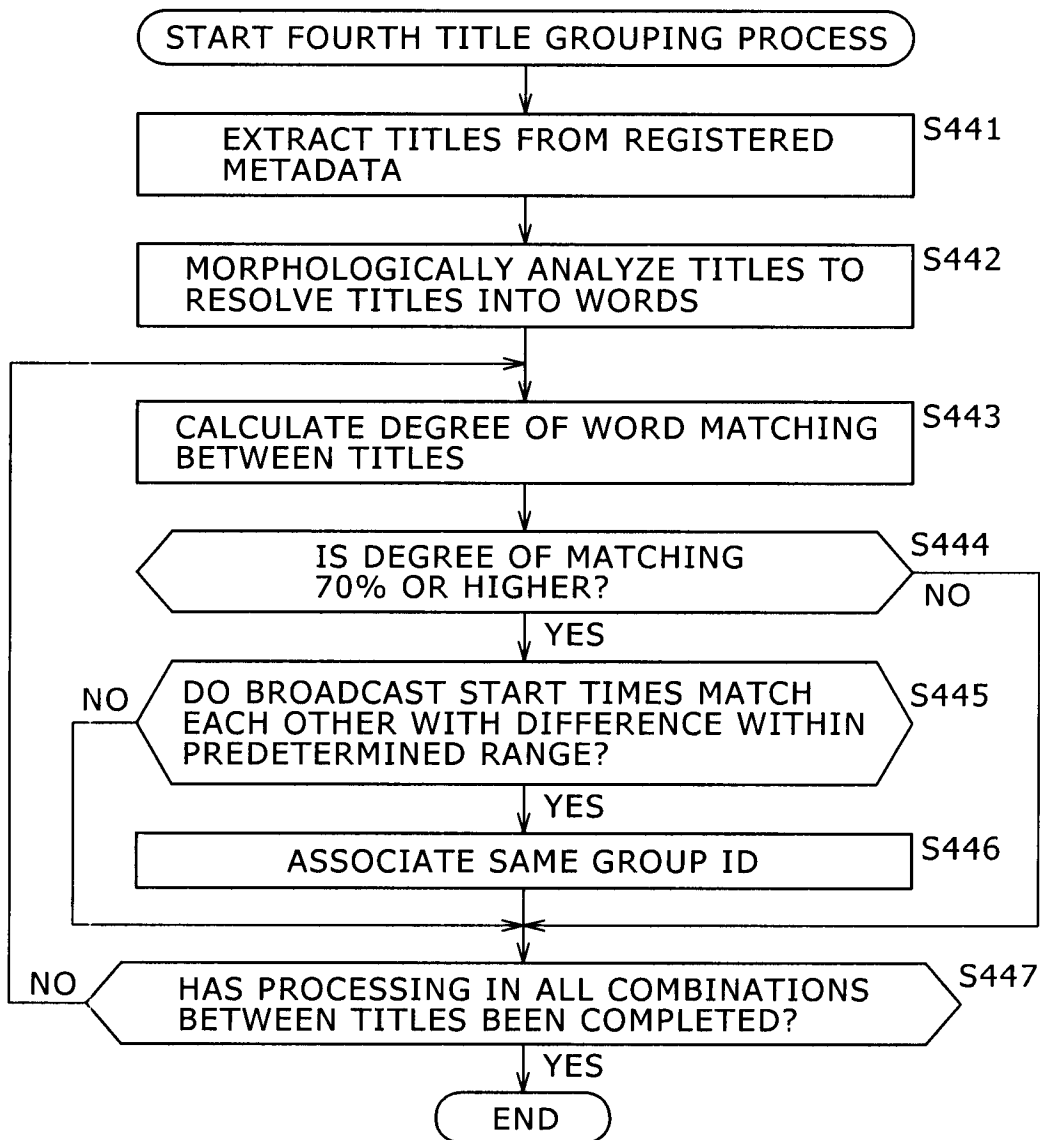 START FOURTH TITLE GROUPING PROCESS
S441
EXTRACT TITLES FROM REGISTERED
METADATA
S442
MORPHOLOGICALLY ANALYZE TITLES TO
RESOLVE TITLES INTO WORDS
S443
CALCULATE DEGREE OF WORD MATCHING
BETWEEN TITLES
S444
IS DEGREE OF MATCHING
70% OR HIGHER?
NO
YES
S445
NO
DO BROADCAST START TIMES MATCH
EACH OTHER WITH DIFFERENCE WITHIN
PREDETERMINED RANGE?
YES
S446
ASSOCIATE SAME GROUP ID
S447
NO
HAS PROCESSING IN ALL COMBINATIONS
BETWEEN TITLES BEEN COMPLETED?
YES
END